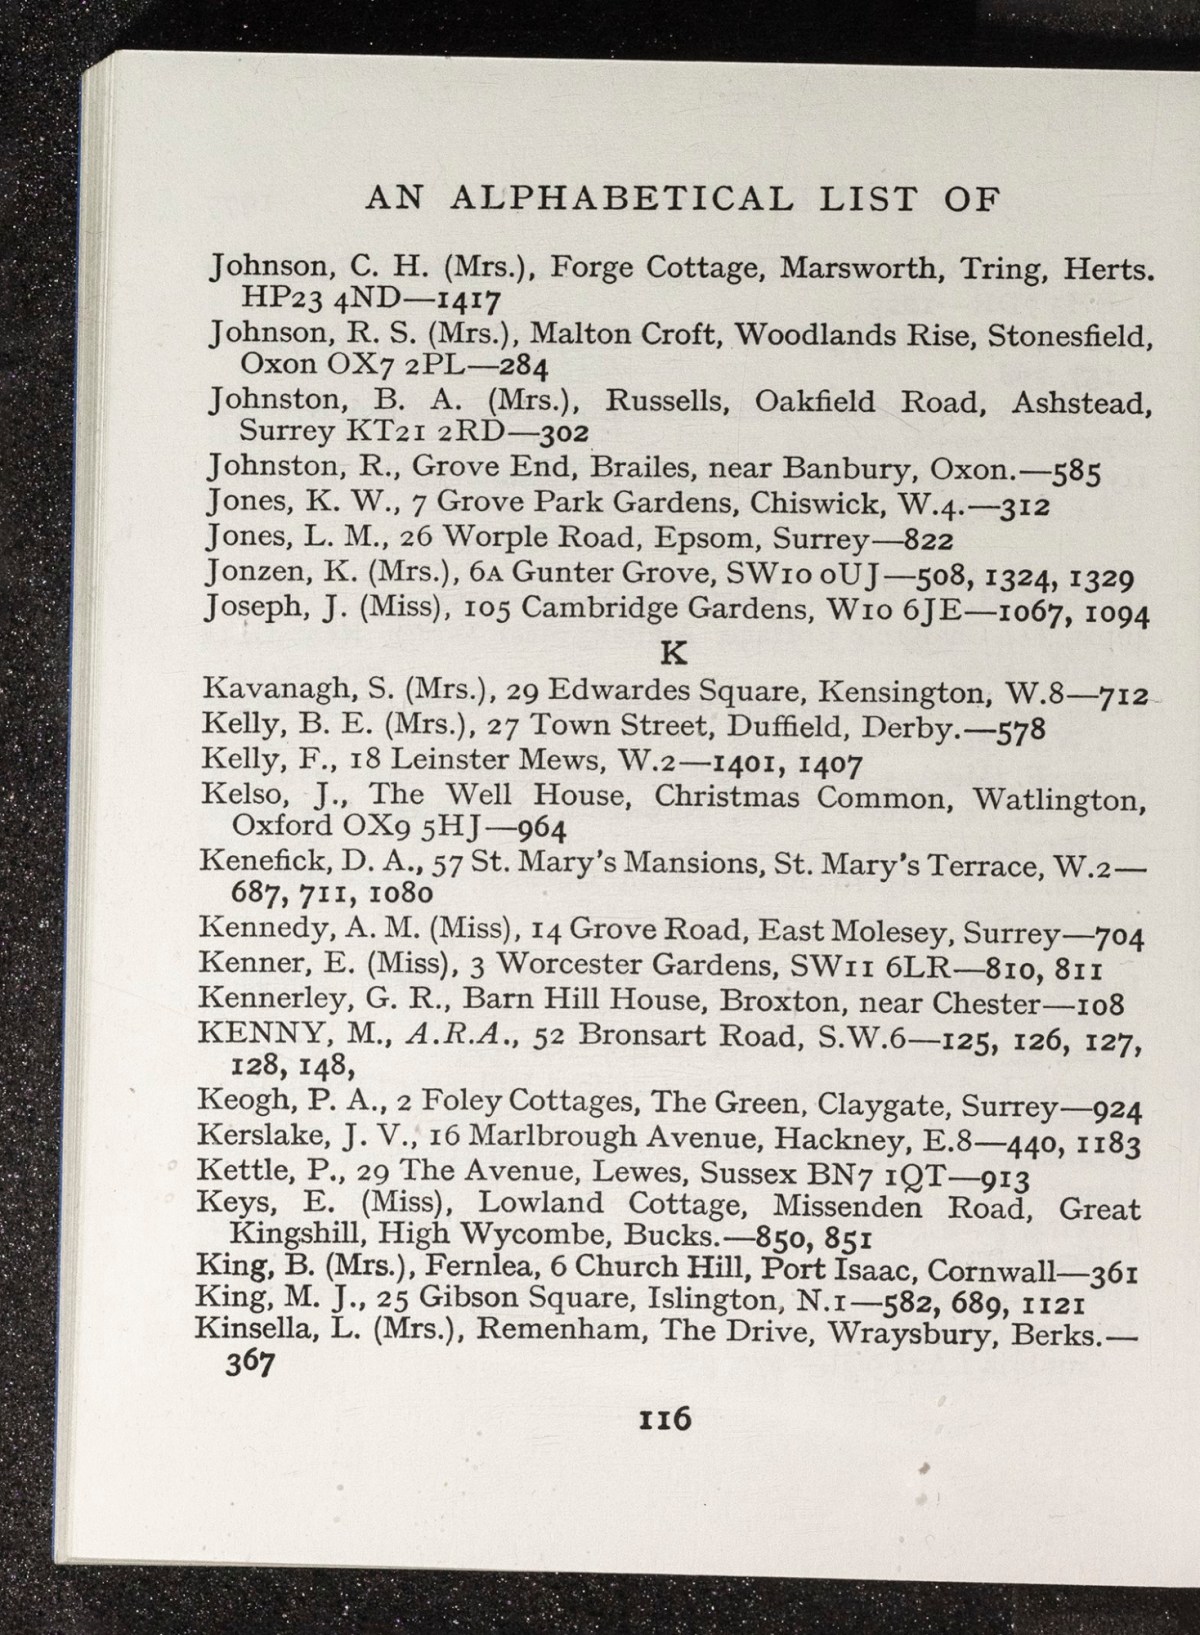 AN ALPHABETICAL LIST OF
Johnson, C. H. (Mrs.), Forge Cottage, Marsworth, Tring, Herts.
HP23 4ND—1417
Johnson, R. S. (Mrs.), Malton Croft, Woodlands Rise, Stonesfield,
Oxon OX7 2PL—284
Johnston, B. A. (Mrs.), Russells, Oakfield Road, Ashstead,
Surrey KT21 2RD—302
Johnston, R., Grove End, Brailes, near Banbury, Oxon.—585
Jones, K. W., 7 Grove Park Gardens, Chiswick, W.4.—312
Jones, L. M., 26 Worple Road, Epsom, Surrey—822
Jonzen, K. (Mrs.), 6A Gunter Grove, SW10 0UJ—508, 1324, 1329
Joseph, J. (Miss), 105 Cambridge Gardens, W10 6JE—1067, 1094
K
Kavanagh, S. (Mrs.), 29 Edwardes Square, Kensington, W.8—712
Kelly, B. E. (Mrs.), 27 Town Street, Duffield, Derby.—578
Kelly, F., 18 Leinster Mews, W.2—1401, 1407
Kelso, J., The Well House, Christmas Common, Watlington,
Oxford OX9 5HJ—964
Kenefick, D. A., 57 St. Mary's Mansions, St. Mary's Terrace, W.2—
687, 711, 1080
Kennedy, A. M. (Miss), 14 Grove Road, East Molesey, Surrey—704
Kenner, E. (Miss), 3 Worcester Gardens, SW11 6LR—810, 811
Kennerley, G. R., Barn Hill House, Broxton, near Chester—108
KENNY, M., A.R.A., 52 Bronsart Road, S.W.6—125, 126, 127,
128, 148,
Keogh, P. A., 2 Foley Cottages, The Green, Claygate, Surrey—924
Kerslake, J. V., 16 Marlbrough Avenue, Hackney, E.8—440, 1183
Kettle, P., 29 The Avenue, Lewes, Sussex BN7 1QT—913
Keys, E. (Miss), Lowland Cottage, Missenden Road, Great
Kingshill, High Wycombe, Bucks.—850, 851
King, B. (Mrs.), Fernlea, 6 Church Hill, Port Isaac, Cornwall—361
King, M. J., 25 Gibson Square, Islington, N.1—582, 689, 1121
Kinsella, L. (Mrs.), Remenham, The Drive, Wraysbury, Berks.—
367
116